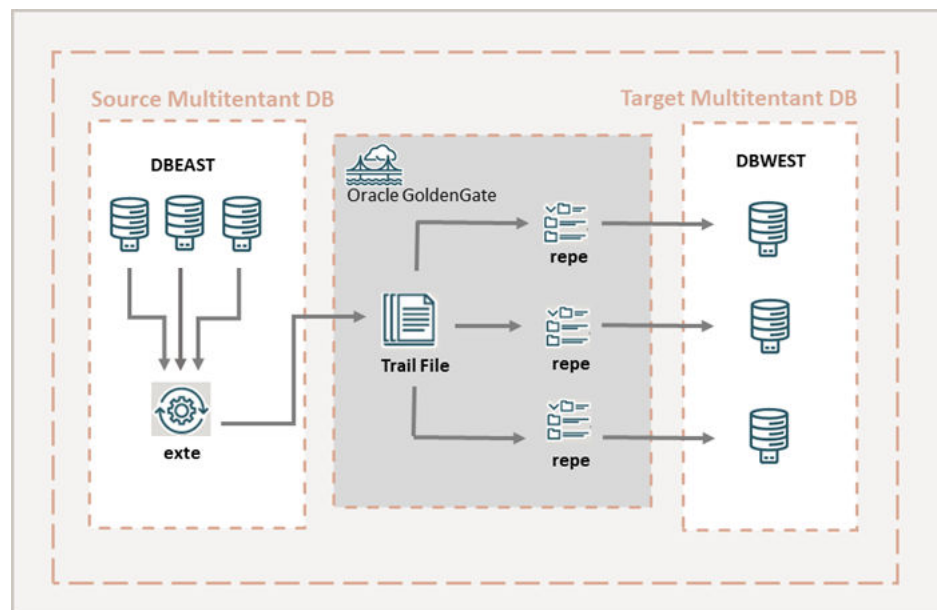 Source Multitentant DB
Target Multitentant DB
DBEAST
DBWEST
Oracle GoldenGate
repe
Trail File
repe
exte
repe